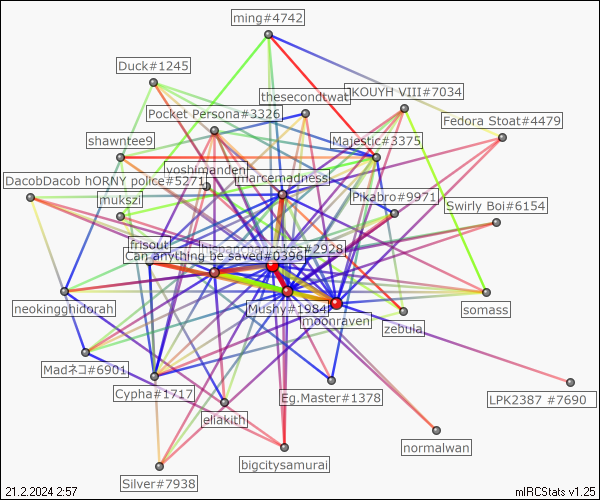 ming#4742
Duck#1245
thesecondtwat
KOUYH VIII#7034
Pocket Persona#3326
Fedora Stoat#4479
shawntee9
Majestic#3375
yoshimanden
marcemadness
DacobDacob hORNY police#5271
Pikabro#9971
mukszi
Swirly Boi#6154
frisout
#2928
Can anything be saved#0396
neokingghidorah
Mushy#1984
moonraven
somass
zebula
Madネコ#6901
Cypha#1717
Eg.Master#1378
LPK2387 #7690
eliakith
normalwan
bigcitysamurai
Silver#7938
21.2.2024 2:57
mIRCStats v1.25